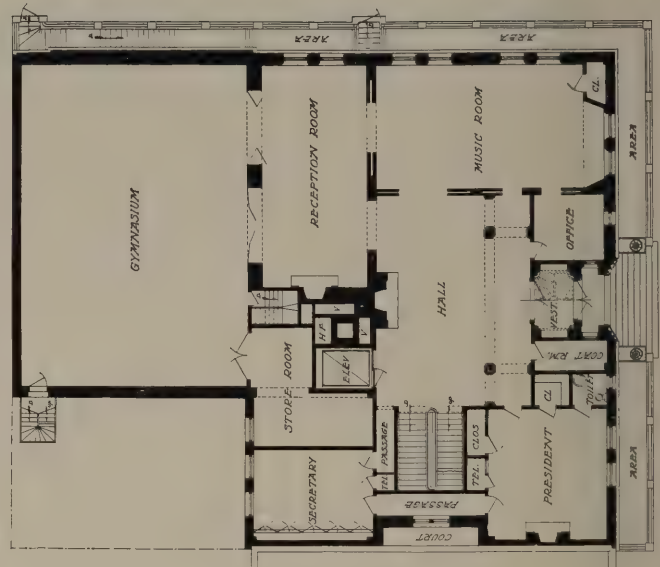 AREA
AREA
CL.
MUSIC ROOM
RECEPTION ROOM
GYMNASIUM
AREA
OFFICE
HALL
VEST.
H.P.
V.
V.
ELEV.
COAT RM.
STORE ROOM
CL.
TOILET
PASSAGE
CLOS.
TEL.
TEL.
SECRETARY
PRESIDENT
AREA
PASSAGE
COURT